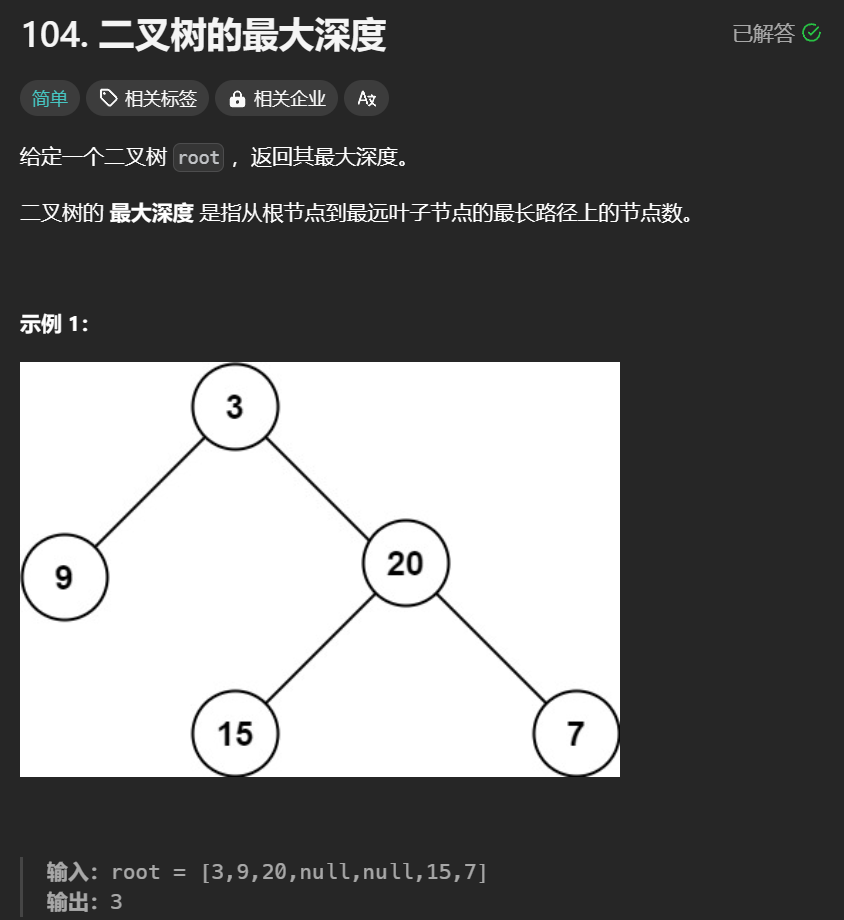 104. 二叉树的最大深度
已解答
简单 相关标签 相关企业 Aあ
给定一个二叉树 root ，返回其最大深度。
二叉树的 最大深度 是指从根节点到最远叶子节点的最长路径上的节点数。
示例 1：
3
9
20
15
7
输入：root = [3,9,20,null,null,15,7]
输出：3